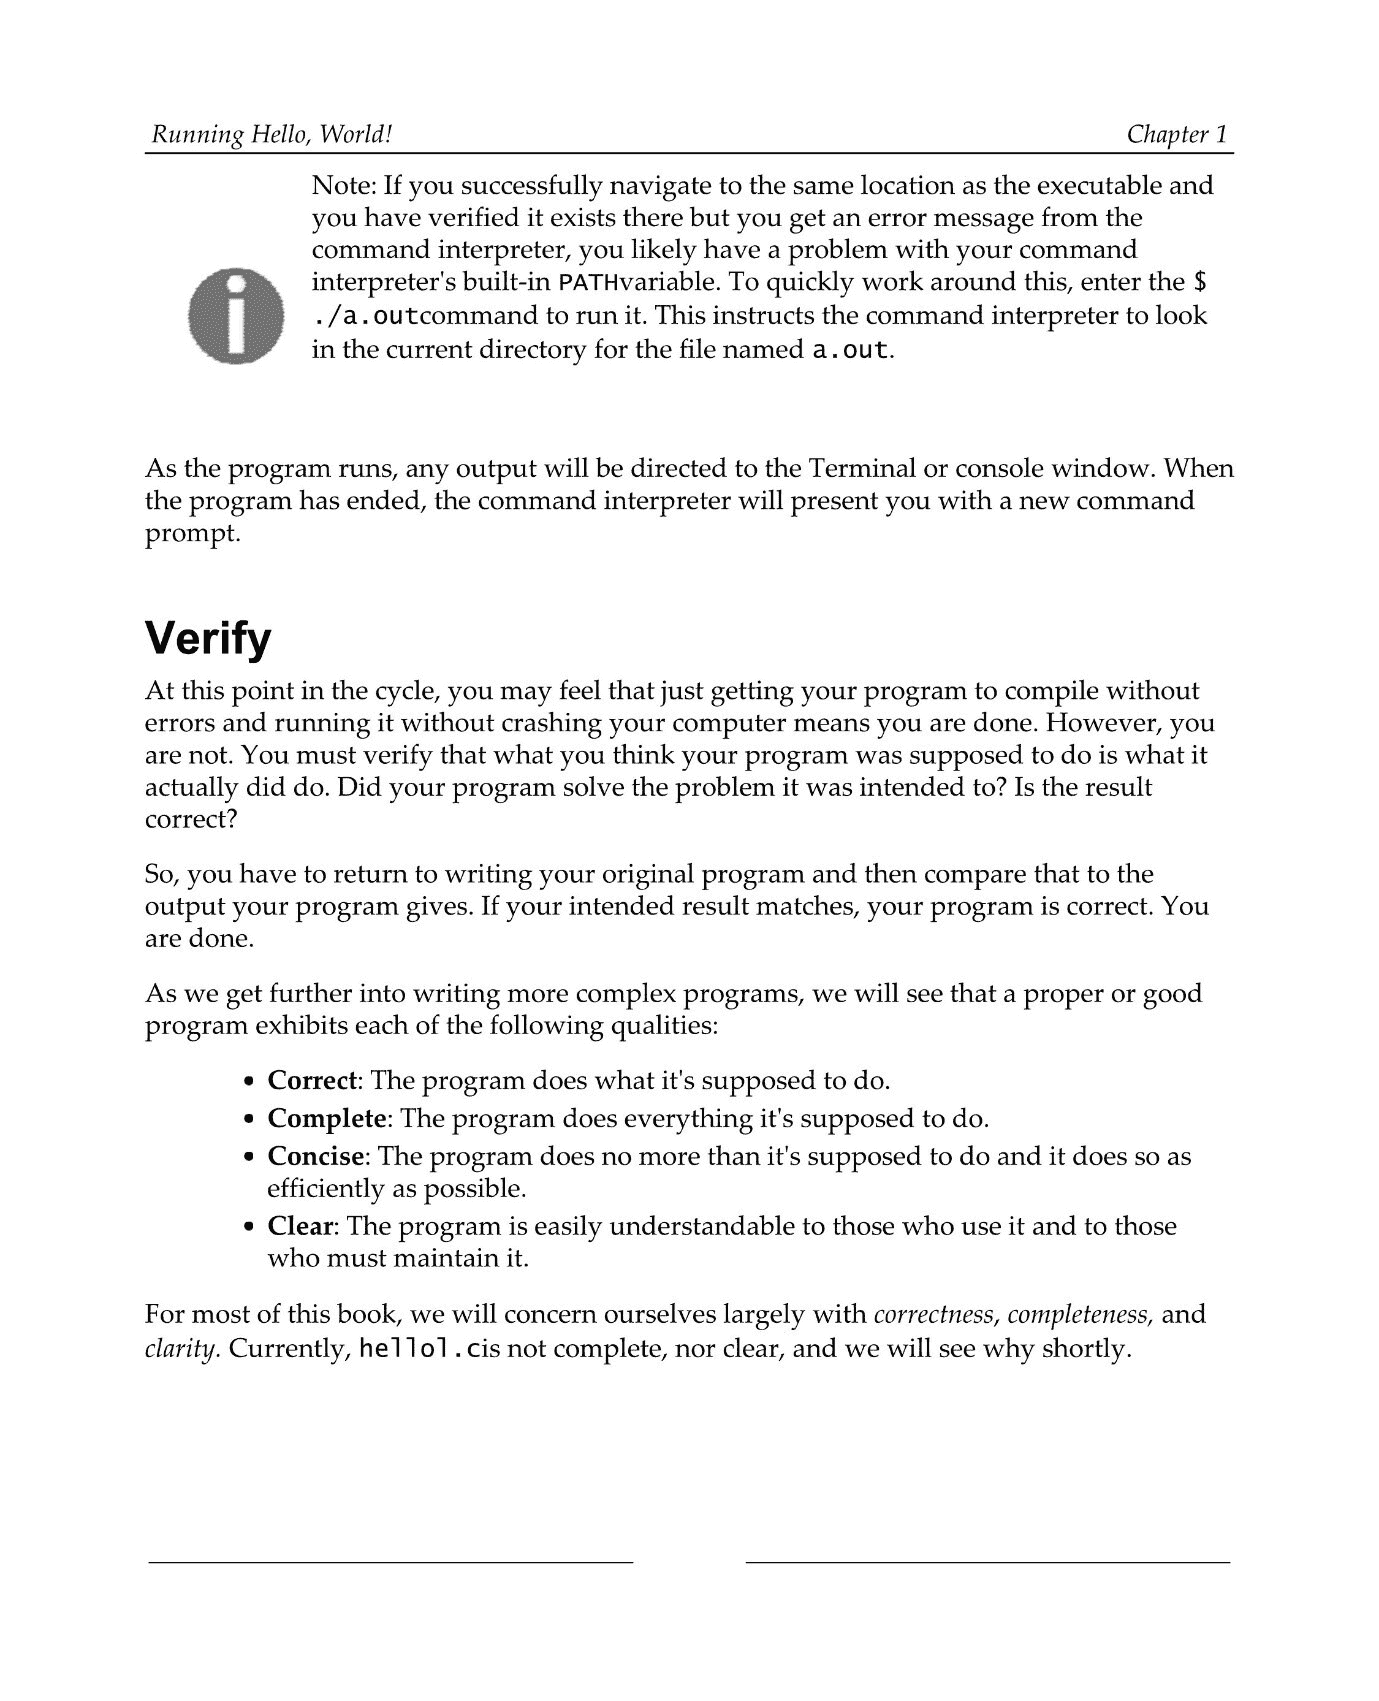 Running Hello, World! Chapter 1
Note: If you successfully navigate to the same location as the executable and
you have verified it exists there but you get an error message from the
command interpreter, you likely have a problem with your command
interpreter's built-in PATHvariable. To quickly work around this, enter the $
./a.outcommand to run it. This instructs the command interpreter to look
in the current directory for the file named a.out.
As the program runs, any output will be directed to the Terminal or console window. When
the program has ended, the command interpreter will present you with a new command
prompt.
Verify
At this point in the cycle, you may feel that just getting your program to compile without
errors and running it without crashing your computer means you are done. However, you
are not. You must verify that what you think your program was supposed to do is what it
actually did do. Did your program solve the problem it was intended to? Is the result
correct?
So, you have to return to writing your original program and then compare that to the
output your program gives. If your intended result matches, your program is correct. You
are done.
As we get further into writing more complex programs, we will see that a proper or good
program exhibits each of the following qualities:
• Correct: The program does what it's supposed to do.
• Complete: The program does everything it's supposed to do.
• Concise: The program does no more than it's supposed to do and it does so as
efficiently as possible.
• Clear: The program is easily understandable to those who use it and to those
who must maintain it.
For most of this book, we will concern ourselves largely with correctness, completeness, and
clarity. Currently, hello1.cis not complete, nor clear, and we will see why shortly.